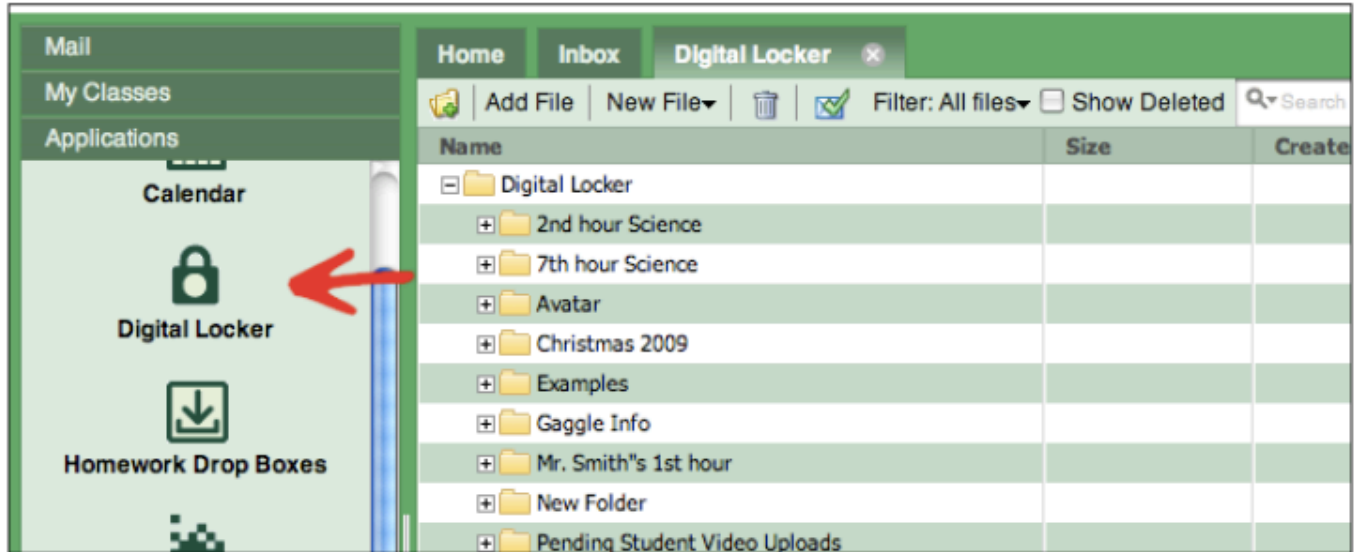 Mail
My Classes
Applications
Calendar
Digital Locker
Homework Drop Boxes
Home Inbox Digital Locker
Add File New File Filter: All files Show Deleted Search
Name Size Create
Digital Locker
2nd hour Science
7th hour Science
Avatar
Christmas 2009
Examples
Gaggle Info
Mr. Smith"s 1st hour
New Folder
Pending Student Video Uploads